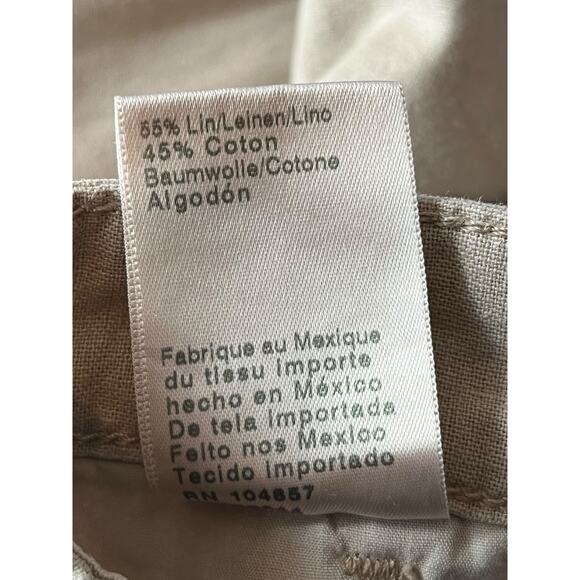 55% Lin/Leinen/Lino
45% Coton
Baumwolle/Cotone
Algodón
Fabrique au Mexique
du tissu importe
hecho en México
De tela importada
Feito nos Mexico
Tecido importado
RN 104857